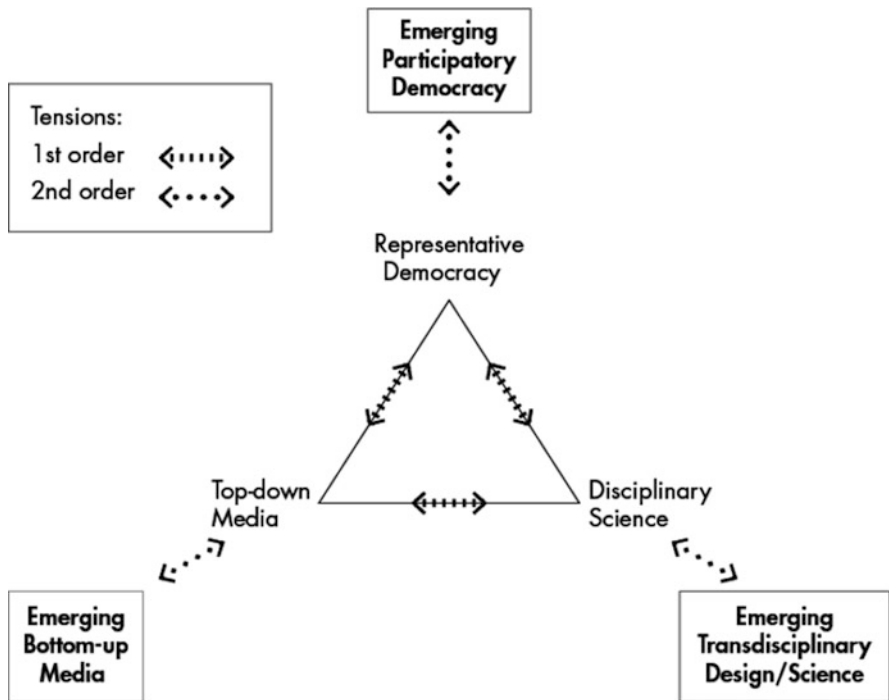 Emerging
Participatory
Democracy
Tensions:
1st order
2nd order
Representative
Democracy
Top-down
Media
Disciplinary
Science
Emerging
Bottom-up
Media
Emerging
Transdisciplinary
Design/Science